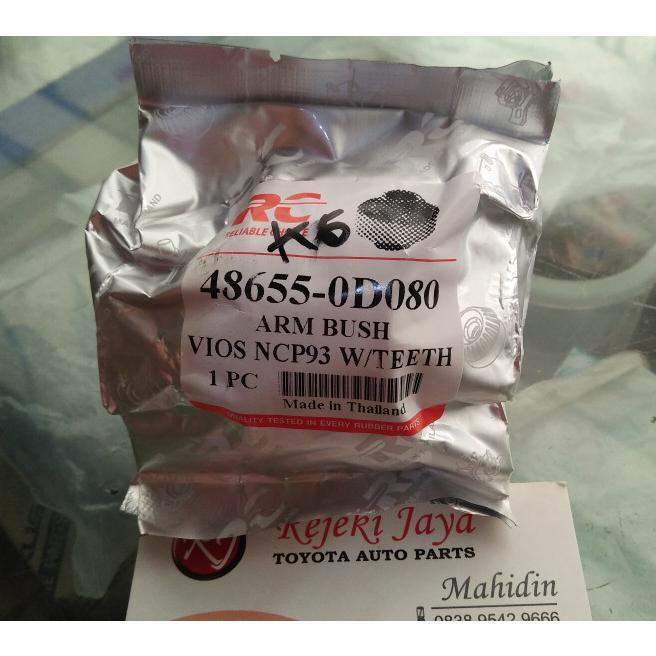 RC
RELIABLE CHOICE
X6
48655-0D080
ARM BUSH
VIOS NCP93 W/TEETH
1 PC
Made in Thailand
QUALITY TESTED IN EVERY RUBBER PARTS
Rejeki Jaya
TOYOTA AUTO PARTS
Mahidin
0838 9542 9666